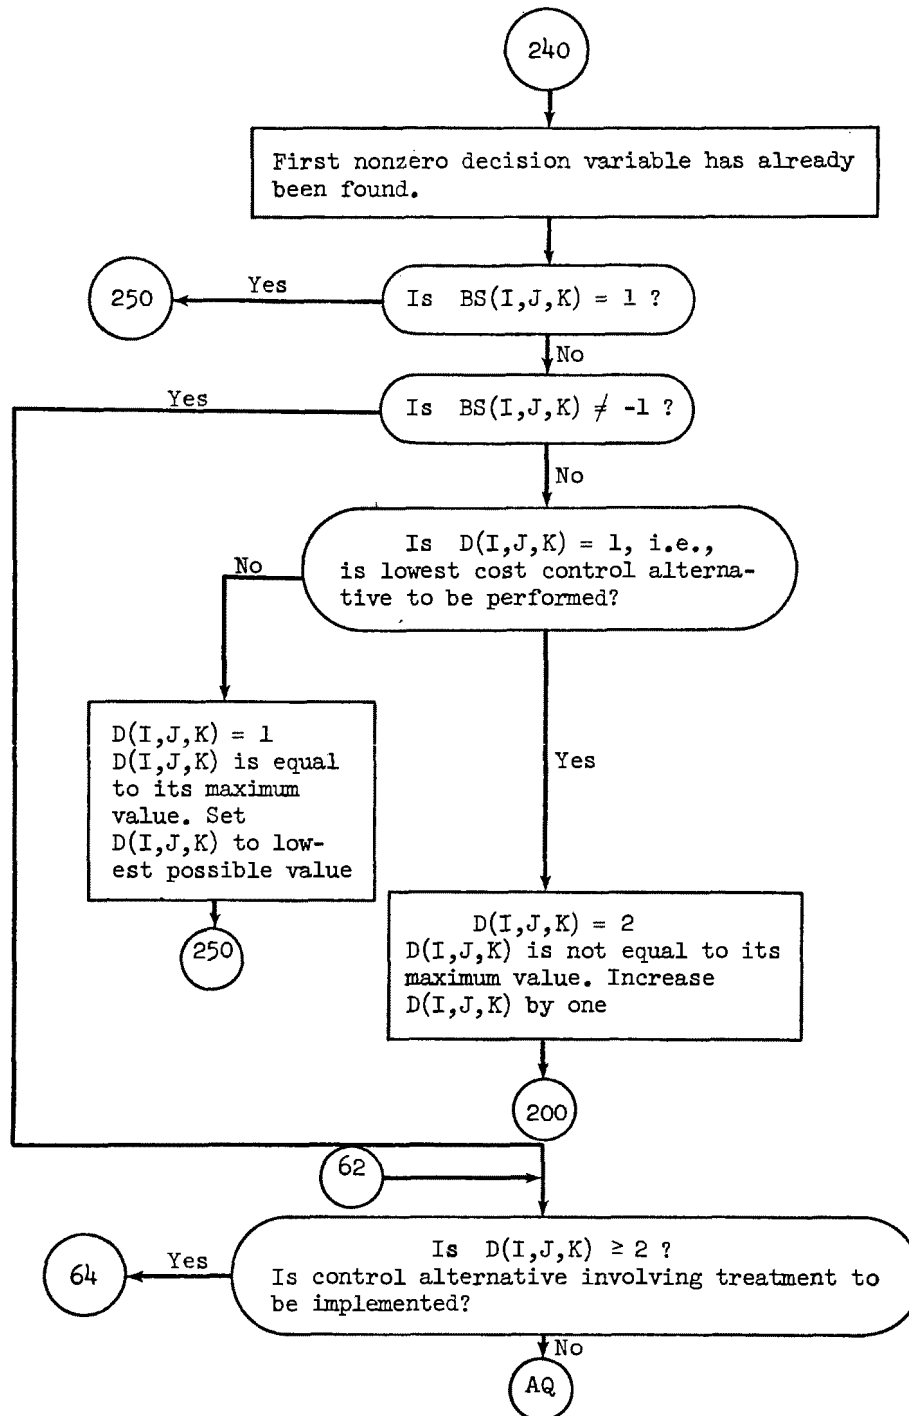 240
First nonzero decision variable has already
been found.
250
Yes
Is BS(I,J,K) = 1 ?
No
Yes
Is BS(I,J,K) ≠ -1 ?
No
Is D(I,J,K) = 1, i.e.,
is lowest cost control alterna-
tive to be performed?
No
D(I,J,K) = 1
D(I,J,K) is equal
to its maximum
value. Set
D(I,J,K) to low-
est possible value
Yes
250
D(I,J,K) = 2
D(I,J,K) is not equal to its
maximum value. Increase
D(I,J,K) by one
200
62
Is D(I,J,K) ≥ 2 ?
Is control alternative involving treatment to
be implemented?
Yes
64
No
AQ